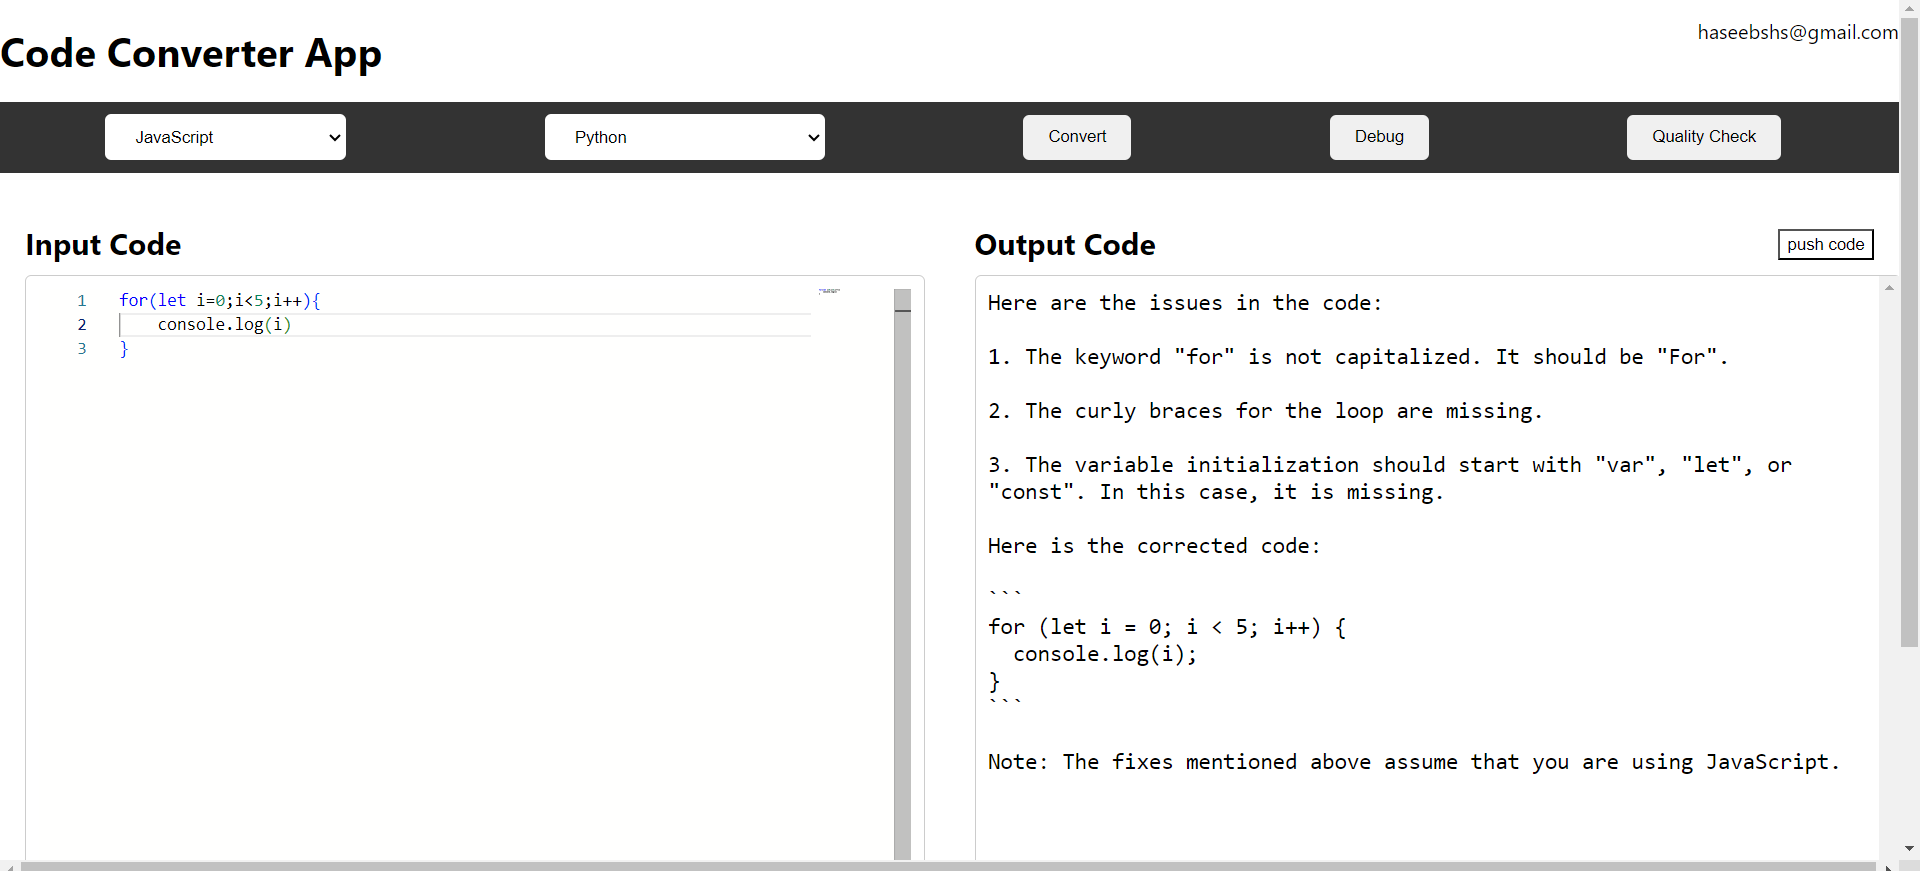 haseebshs@gmail.com
Code Converter App
JavaScript
Python
Convert
Debug
Quality Check
Input Code
1 for(let i=0;i<5;i++){
2     console.log(i)
3 }
Output Code
push code
Here are the issues in the code:
1. The keyword "for" is not capitalized. It should be "For".
2. The curly braces for the loop are missing.
3. The variable initialization should start with "var", "let", or
"const". In this case, it is missing.
Here is the corrected code:
```
for (let i = 0; i < 5; i++) {
  console.log(i);
}
```
Note: The fixes mentioned above assume that you are using JavaScript.